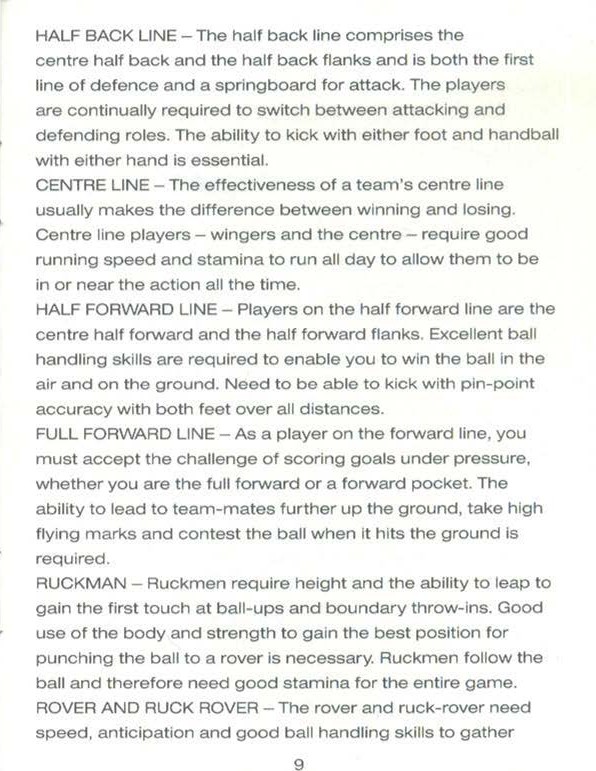 HALF BACK LINE – The half back line comprises the
centre half back and the half back flanks and is both the first
line of defence and a springboard for attack. The players
are continually required to switch between attacking and
defending roles. The ability to kick with either foot and handball
with either hand is essential.
CENTRE LINE – The effectiveness of a team's centre line
usually makes the difference between winning and losing.
Centre line players – wingers and the centre – require good
running speed and stamina to run all day to allow them to be
in or near the action all the time.
HALF FORWARD LINE – Players on the half forward line are the
centre half forward and the half forward flanks. Excellent ball
handling skills are required to enable you to win the ball in the
air and on the ground. Need to be able to kick with pin-point
accuracy with both feet over all distances.
FULL FORWARD LINE – As a player on the forward line, you
must accept the challenge of scoring goals under pressure,
whether you are the full forward or a forward pocket. The
ability to lead to team-mates further up the ground, take high
flying marks and contest the ball when it hits the ground is
required.
RUCKMAN – Ruckmen require height and the ability to leap to
gain the first touch at ball-ups and boundary throw-ins. Good
use of the body and strength to gain the best position for
punching the ball to a rover is necessary. Ruckmen follow the
ball and therefore need good stamina for the entire game.
ROVER AND RUCK ROVER – The rover and ruck-rover need
speed, anticipation and good ball handling skills to gather
9